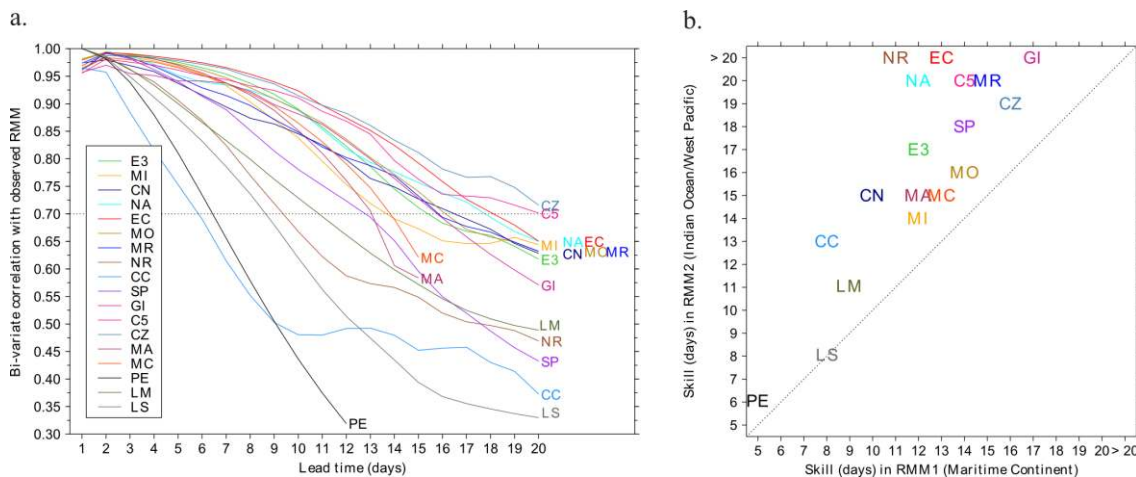 a.
Bi-variate correlation with observed RMM
1.00
0.95
0.90
0.85
0.80
0.75
0.70
0.65
0.60
0.55
0.50
0.45
0.40
0.35
0.30
E3
MI
CN
NA
EC
MO
MR
NR
CC
SP
GI
C5
CZ
MA
MC
PE
LM
LS
CZ
C5
MI NA EC
CN MO MR
E3
MC
MA
GI
LM
NR
SP
CC
LS
PE
1 2 3 4 5 6 7 8 9 10 11 12 13 14 15 16 17 18 19 20
Lead time (days)
b.
Skill (days) in RMM2 (Indian Ocean/West Pacific)
> 20
20
19
18
17
16
15
14
13
12
11
10
9
8
7
6
5
NR EC GI
NA C5 MR
CZ
SP
E3
MO
CN MA MC
MI
CC
LM
LS
PE
5 6 7 8 9 10 11 12 13 14 15 16 17 18 19 20 > 20
Skill (days) in RMM1 (Maritime Continent)